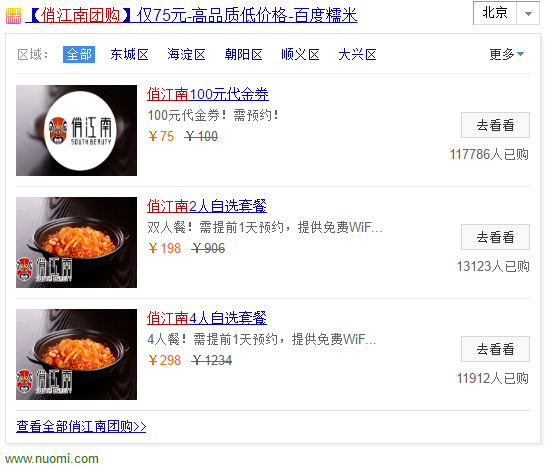 【俏江南团购】仅75元-高品质低价格-百度糯米
北京
区域： 全部 东城区 海淀区 朝阳区 顺义区 大兴区 更多
俏江南
SOUTH BEAUTY
俏江南100元代金券
100元代金券！需预约！
￥75 ￥100
去看看
117786人已购
俏江南
俏江南2人自选套餐
双人餐！需提前1天预约，提供免费WiF...
￥198 ￥906
去看看
13123人已购
俏江南
俏江南4人自选套餐
4人餐！需提前1天预约，提供免费WiF...
￥298 ￥1234
去看看
11912人已购
查看全部俏江南团购>>
www.nuomi.com